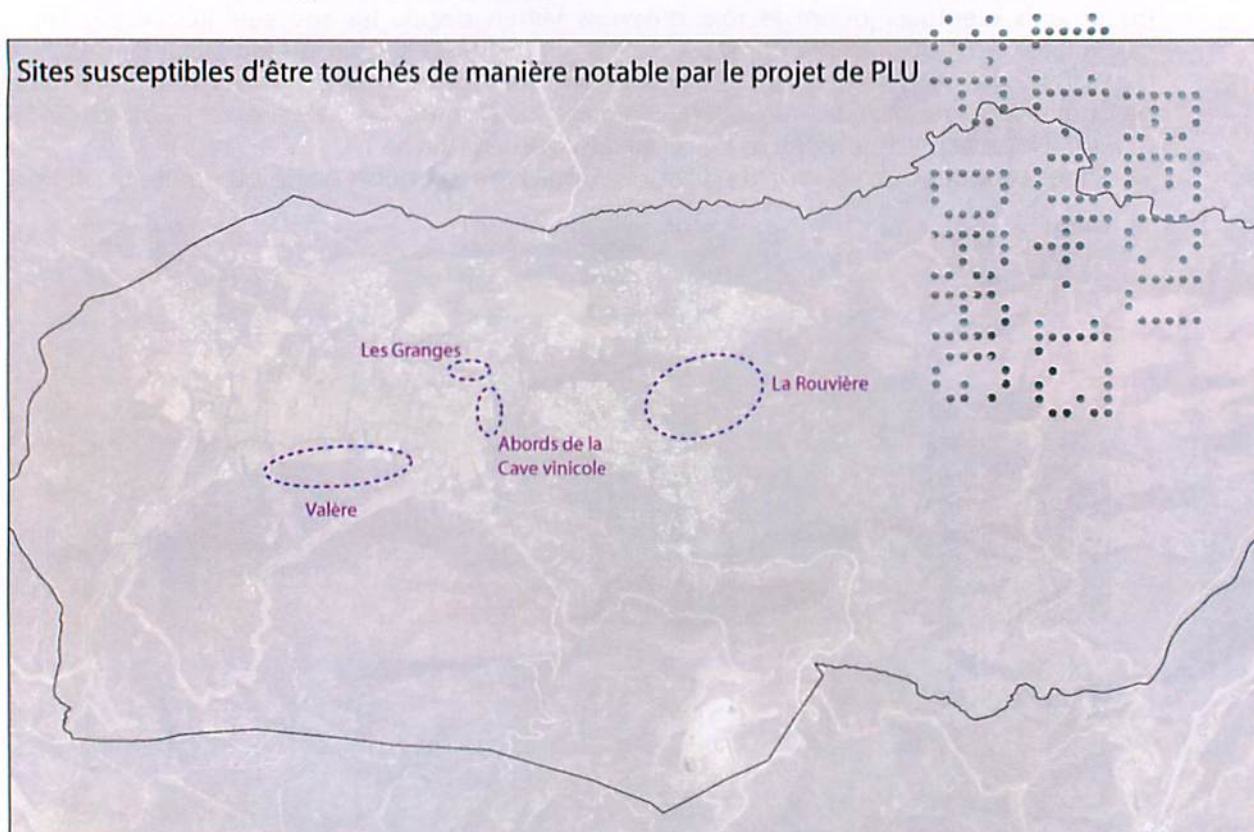 Sites susceptibles d'être touchés de manière notable par le projet de PLU
Les Granges
La Rouvière
Abords de la
Cave vinicole
Valère